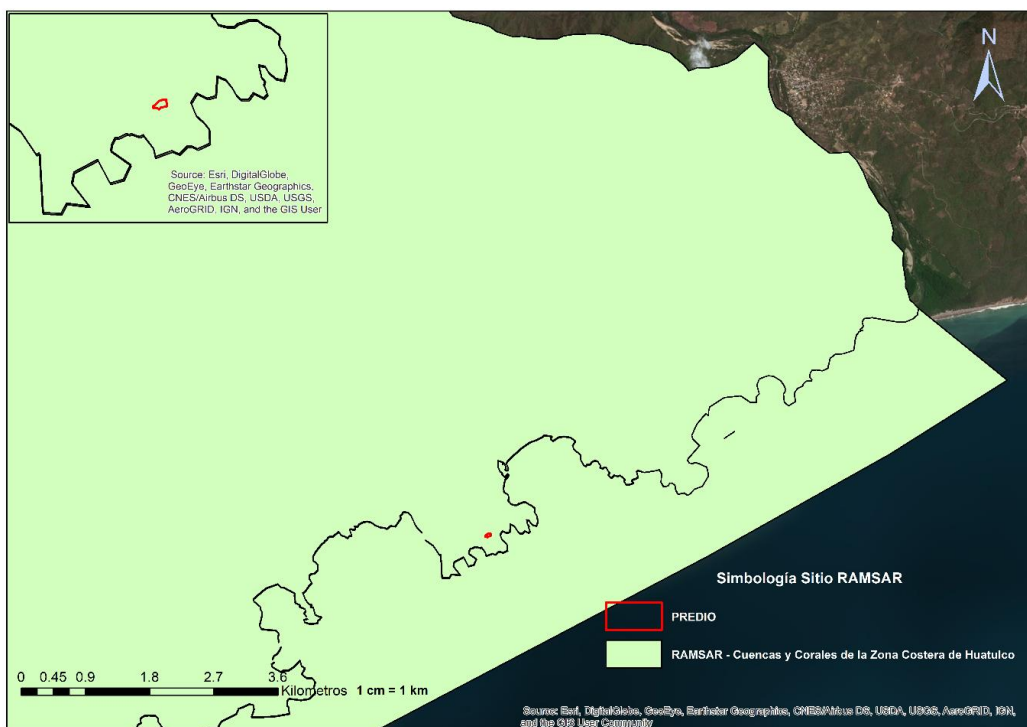 Source: Esri, DigitalGlobe,
GeoEye, Earthstar Geographics,
CNES/Airbus DS, USDA, USGS,
AeroGRID, IGN, and the GIS User
N
Simbología Sitio RAMSAR
PREDIO
RAMSAR - Cuencas y Corales de la Zona Costera de Huatulco
0 0.45 0.9 1.8 2.7 3.6
Kilometros 1 cm = 1 km
Source: Esri, DigitalGlobe, GeoEye, Earthstar Geographics, CNES/Airbus DS, USDA, USGS, AeroGRID, IGN,
and the GIS User Community